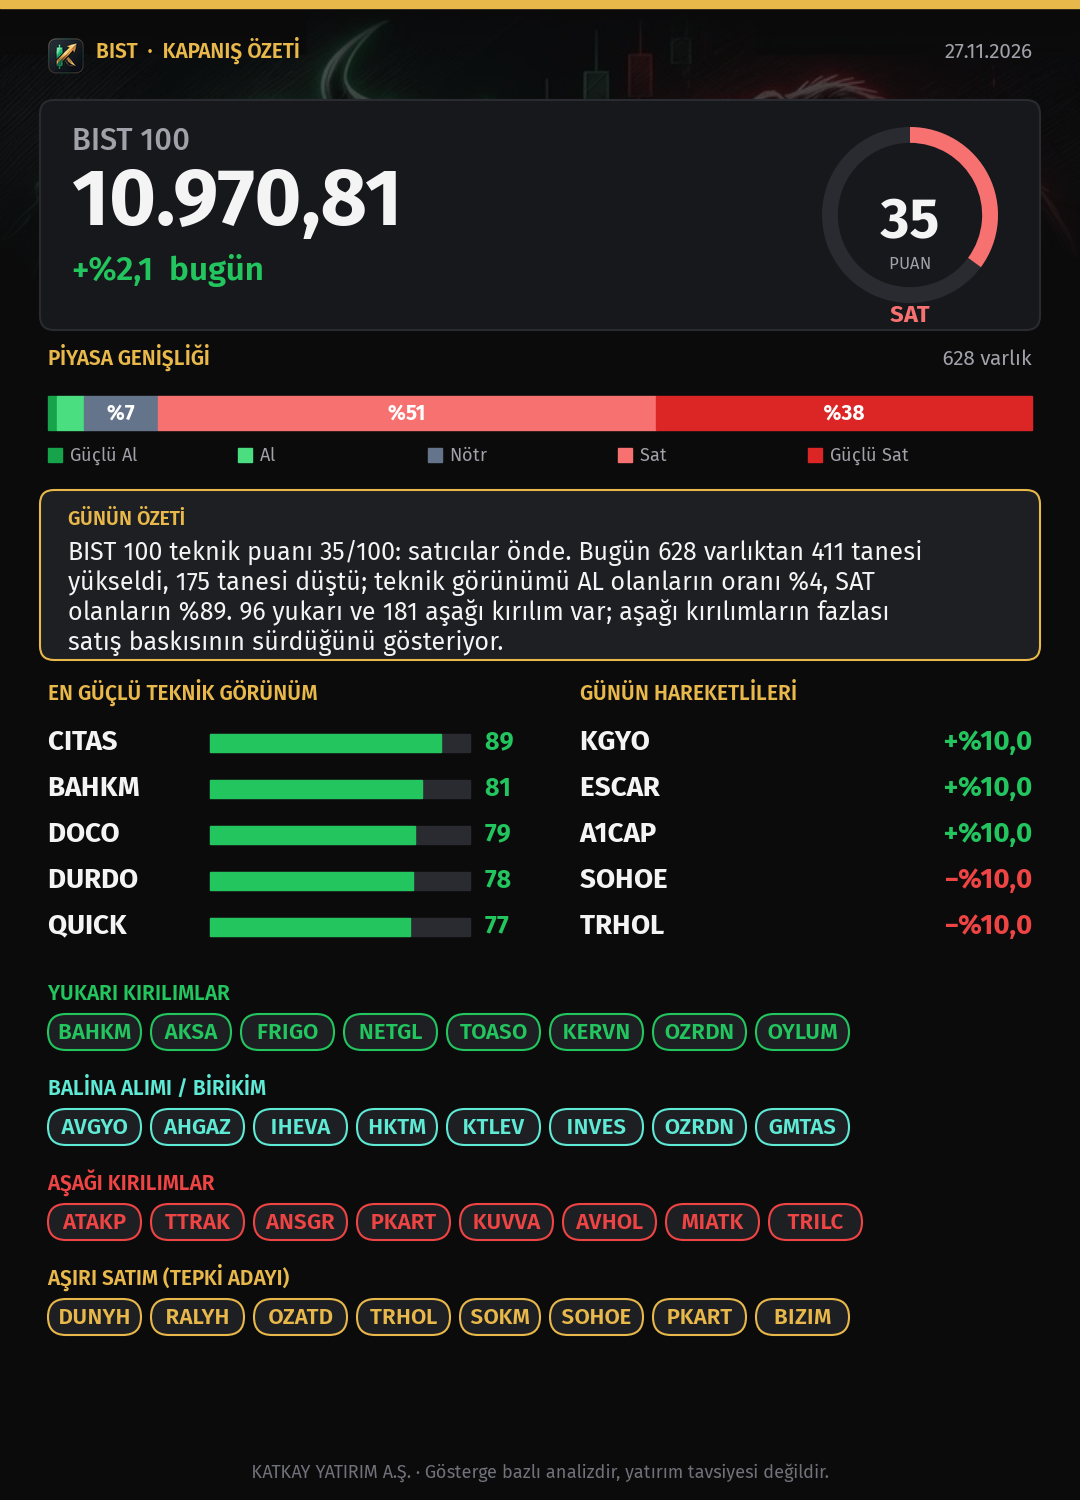 BIST · KAPANIŞ ÖZETİ
27.11.2026
BIST 100
10.970,81
+%2,1 bugün
35
PUAN
SAT
PİYASA GENİŞLİĞİ
628 varlık
%7 %51 %38
Güçlü Al Al Nötr Sat Güçlü Sat
GÜNÜN ÖZETİ
BIST 100 teknik puanı 35/100: satıcılar önde. Bugün 628 varlıktan 411 tanesi
yükseldi, 175 tanesi düştü; teknik görünümü AL olanların oranı %4, SAT
olanların %89. 96 yukarı ve 181 aşağı kırılım var; aşağı kırılımların fazlası
satış baskısının sürdüğünü gösteriyor.
EN GÜÇLÜ TEKNİK GÖRÜNÜM
CITAS 89
BAHKM 81
DOCO 79
DURDO 78
QUICK 77
GÜNÜN HAREKETLİLERİ
KGYO +%10,0
ESCAR +%10,0
A1CAP +%10,0
SOHOE −%10,0
TRHOL −%10,0
YUKARI KIRILIMLAR
BAHKM AKSA FRIGO NETGL TOASO KERVN OZRDN OYLUM
BALİNA ALIMI / BİRİKİM
AVGYO AHGAZ IHEVA HKTM KTLEV INVES OZRDN GMTAS
AŞAĞI KIRILIMLAR
ATAKP TTRAK ANSGR PKART KUVVA AVHOL MIATK TRILC
AŞIRI SATIM (TEPKİ ADAYI)
DUNYH RALYH OZATD TRHOL SOKM SOHOE PKART BIZIM
KATKAY YATIRIM A.Ş. · Gösterge bazlı analizdir, yatırım tavsiyesi değildir.